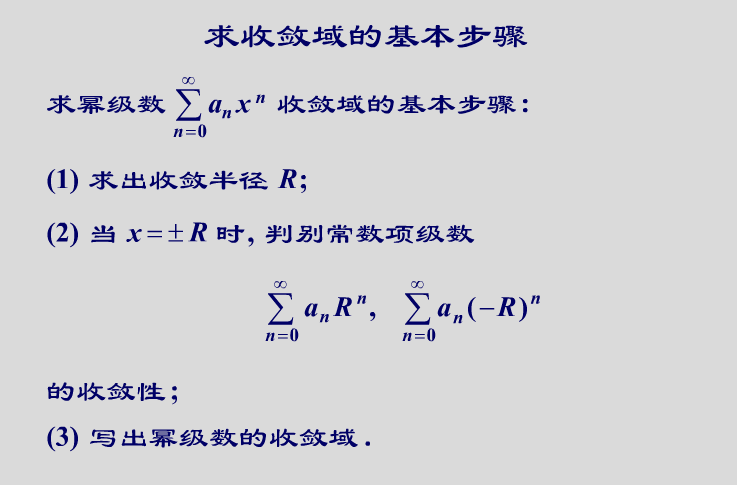 求收敛域的基本步骤
求幂级数 $\sum_{n=0}^{\infty} a_n x^n$ 收敛域的基本步骤：
(1) 求出收敛半径 R;
(2) 当 x = ± R 时, 判别常数项级数
$\sum_{n=0}^{\infty} a_n R^n, \sum_{n=0}^{\infty} a_n (-R)^n$
的收敛性；
(3) 写出幂级数的收敛域 .